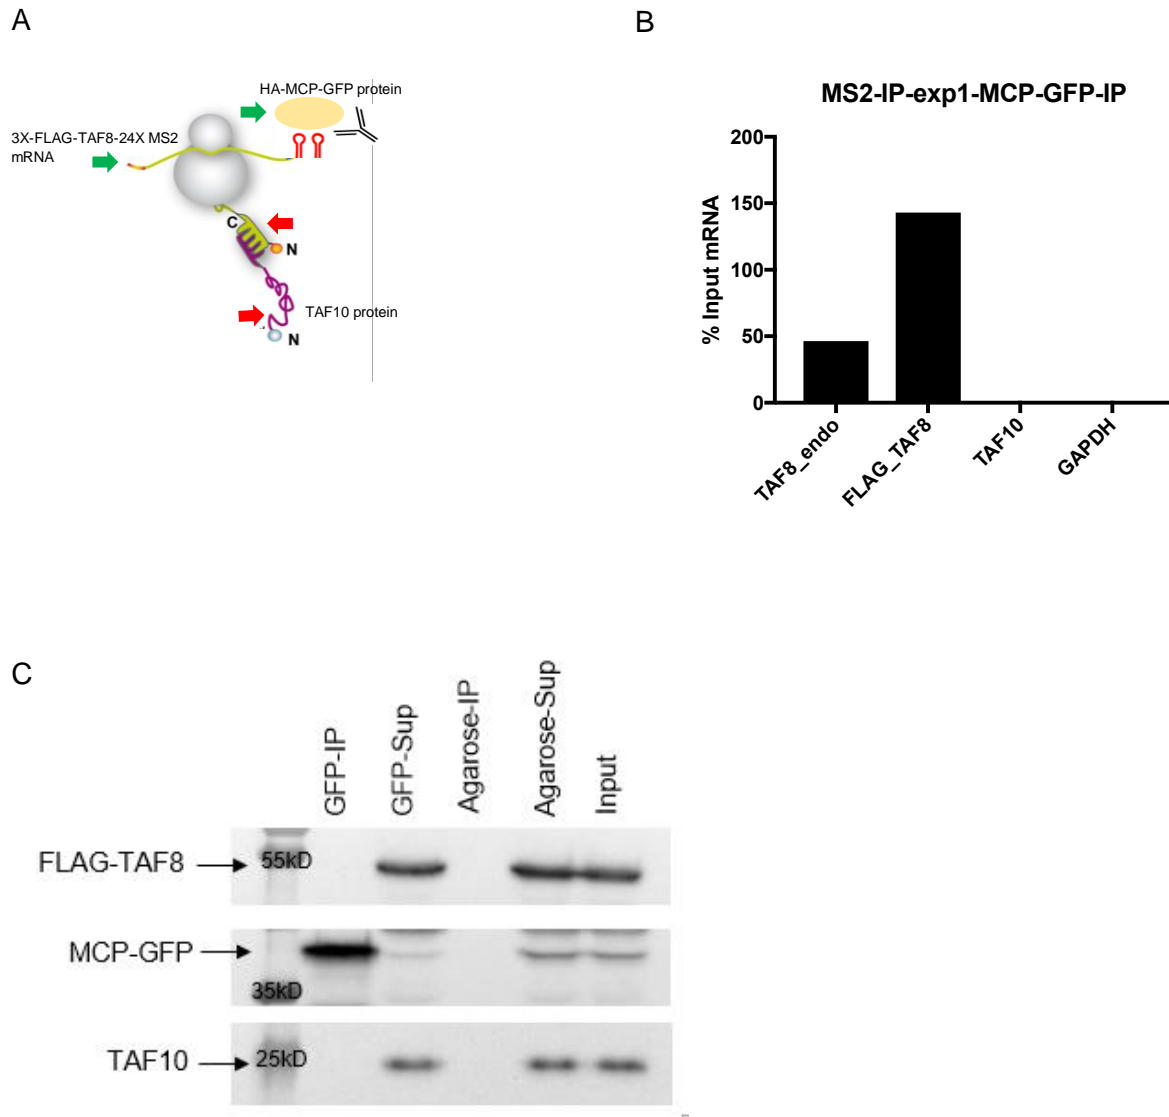 A
HA-MCP-GFP protein
3X-FLAG-TAF8-24X MS2
mRNA
C
N
TAF10 protein
N
B
MS2-IP-exp1-MCP-GFP-IP
% Input mRNA
200
150
100
50
0
TAF8_endo
FLAG_TAF8
TAF10
GAPDH
C
GFP-IP
GFP-Sup
Agarose-IP
Agarose-Sup
Input
FLAG-TAF8
55kD
MCP-GFP
35kD
TAF10
25kD